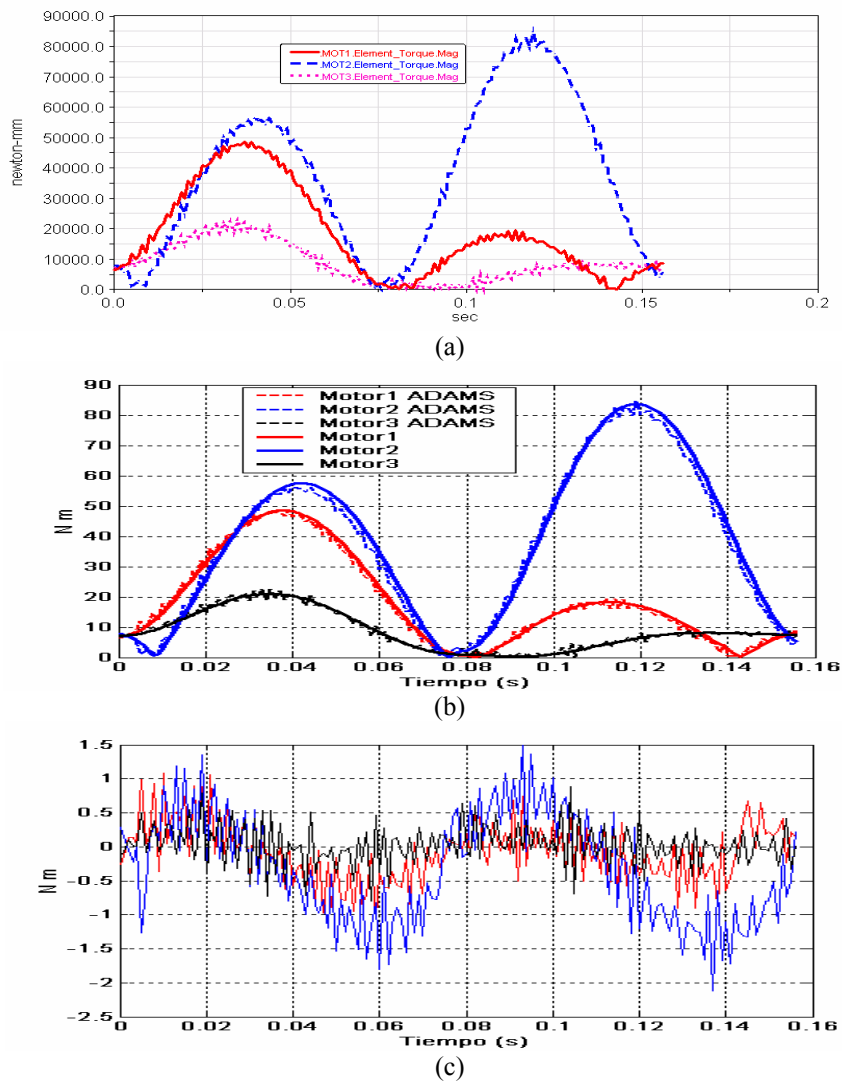 90000.0
80000.0
70000.0
60000.0
50000.0
40000.0
30000.0
20000.0
10000.0
0.0
newton-mm
.MOT1.Element_Torque.Mag
.MOT2.Element_Torque.Mag
.MOT3.Element_Torque.Mag
0.0 0.05 0.1 0.15 0.2
sec
(a)
90
80
70
60
50
40
30
20
10
0
Nm
Motor1 ADAMS
Motor2 ADAMS
Motor3 ADAMS
Motor1
Motor2
Motor3
0 0.02 0.04 0.06 0.08 0.1 0.12 0.14 0.16
Tiempo (s)
(b)
1.5
1
0.5
0
-0.5
-1
-1.5
-2
-2.5
Nm
0 0.02 0.04 0.06 0.08 0.1 0.12 0.14 0.16
Tiempo (s)
(c)